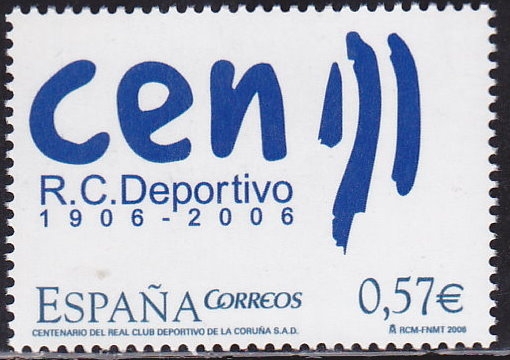 cen
R.C.Deportivo
1906-2006
ESPAÑA CORREOS 0,57€
CENTENARIO DEL REAL CLUB DEPORTIVO DE LA CORUÑA S.A.D. RCM-FNMT 2006